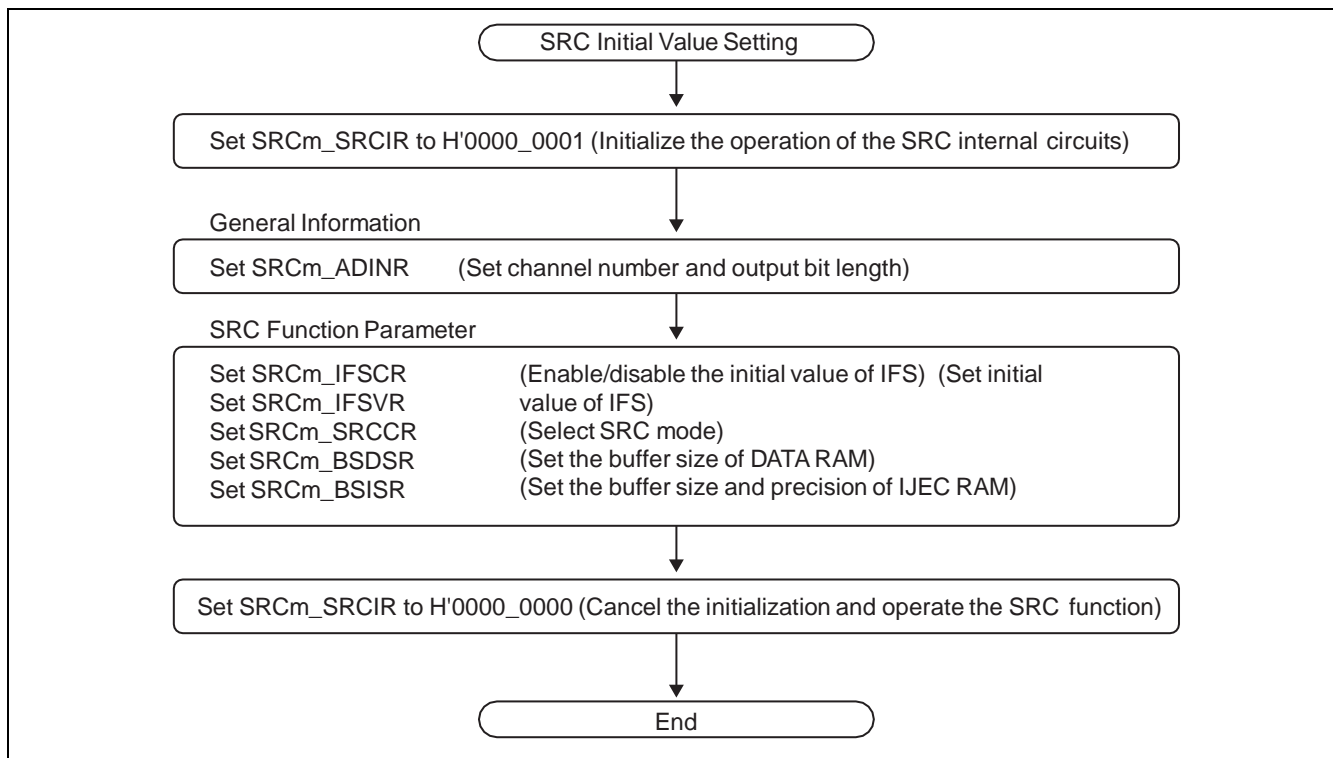 SRC Initial Value Setting
Set SRCm_SRCIR to H'0000_0001 (Initialize the operation of the SRC internal circuits)
General Information
Set SRCm_ADINR (Set channel number and output bit length)
SRC Function Parameter
Set SRCm_IFSCR (Enable/disable the initial value of IFS) (Set initial
Set SRCm_IFSVR value of IFS)
Set SRCm_SRCCR (Select SRC mode)
Set SRCm_BSDSR (Set the buffer size of DATA RAM)
Set SRCm_BSISR (Set the buffer size and precision of IJEC RAM)
Set SRCm_SRCIR to H'0000_0000 (Cancel the initialization and operate the SRC function)
End